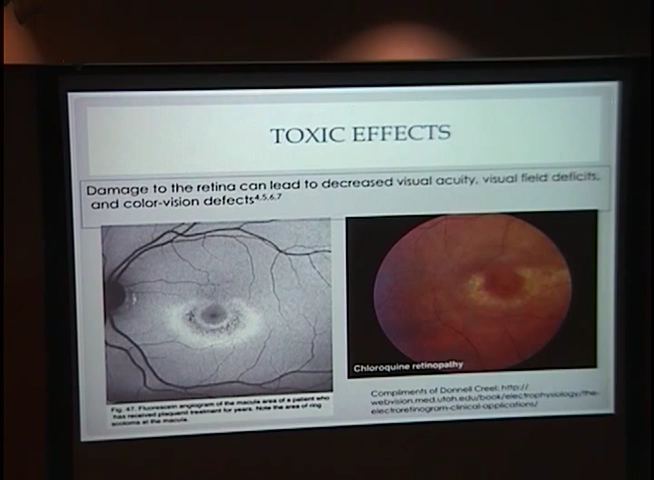 TOXIC EFFECTS
Damage to the retina can lead to decreased visual acuity, visual field deficits,
and color-vision defects4,5,6,7
Chloroquine retinopathy
Fig. 47. Fluorescein angiogram of the macula area of a patient who
has received plaquenil treatment for years. Note the area of ring
scotoma at the macula.
Compliments of Donnell Creel: http://
webvision.med.utah.edu/book/electrophysiology/the-
electroretinogram-clinical-applications/